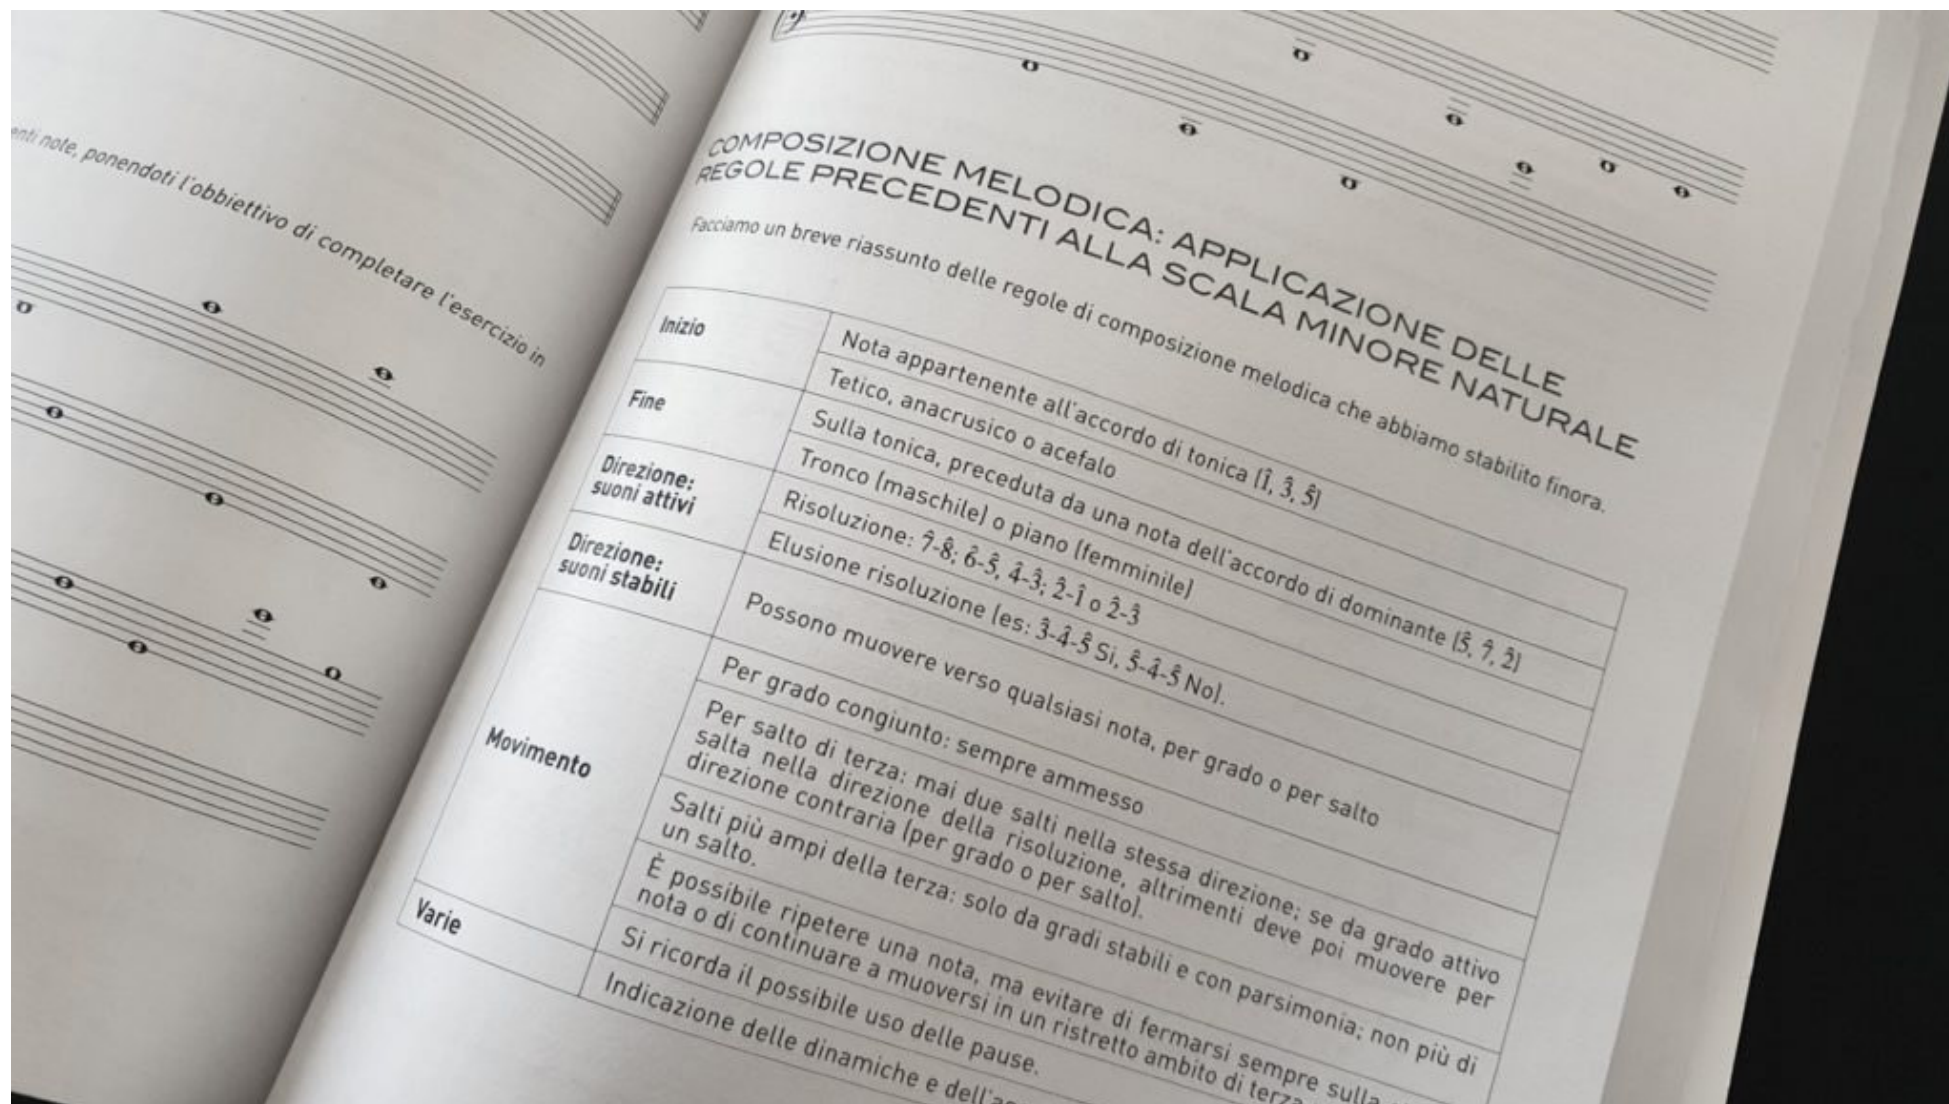 enti note, ponendoti l'obbiettivo di completare l'esercizio in
COMPOSIZIONE MELODICA: APPLICAZIONE DELLE
REGOLE PRECEDENTI ALLA SCALA MINORE NATURALE
Facciamo un breve riassunto delle regole di composizione melodica che abbiamo stabilito finora.
Inizio
Nota appartenente all'accordo di tonica (1̂, 3̂, 5̂)
Tetico, anacrusico o acefalo
Fine
Sulla tonica, preceduta da una nota dell'accordo di dominante (5̂, 7̂, 2̂)
Tronco (maschile) o piano (femminile)
Direzione:
suoni attivi
Risoluzione: 7̂-8̂; 6̂-5̂, 4̂-3̂; 2̂-1̂ o 2̂-3̂
Elusione risoluzione (es: 3̂-4̂-5̂ Si, 5̂-4̂-5̂ No).
Direzione:
suoni stabili
Possono muovere verso qualsiasi nota, per grado o per salto
Movimento
Per grado congiunto: sempre ammesso
Per salto di terza: mai due salti nella stessa direzione; se da grado attivo
salta nella direzione della risoluzione, altrimenti deve poi muovere per
direzione contraria (per grado o per salto).
Salti più ampi della terza: solo da gradi stabili e con parsimonia; non più di
un salto.
È possibile ripetere una nota, ma evitare di fermarsi sempre sulla
nota o di continuare a muoversi in un ristretto ambito di terza
Varie
Si ricorda il possibile uso delle pause.
Indicazione delle dinamiche e